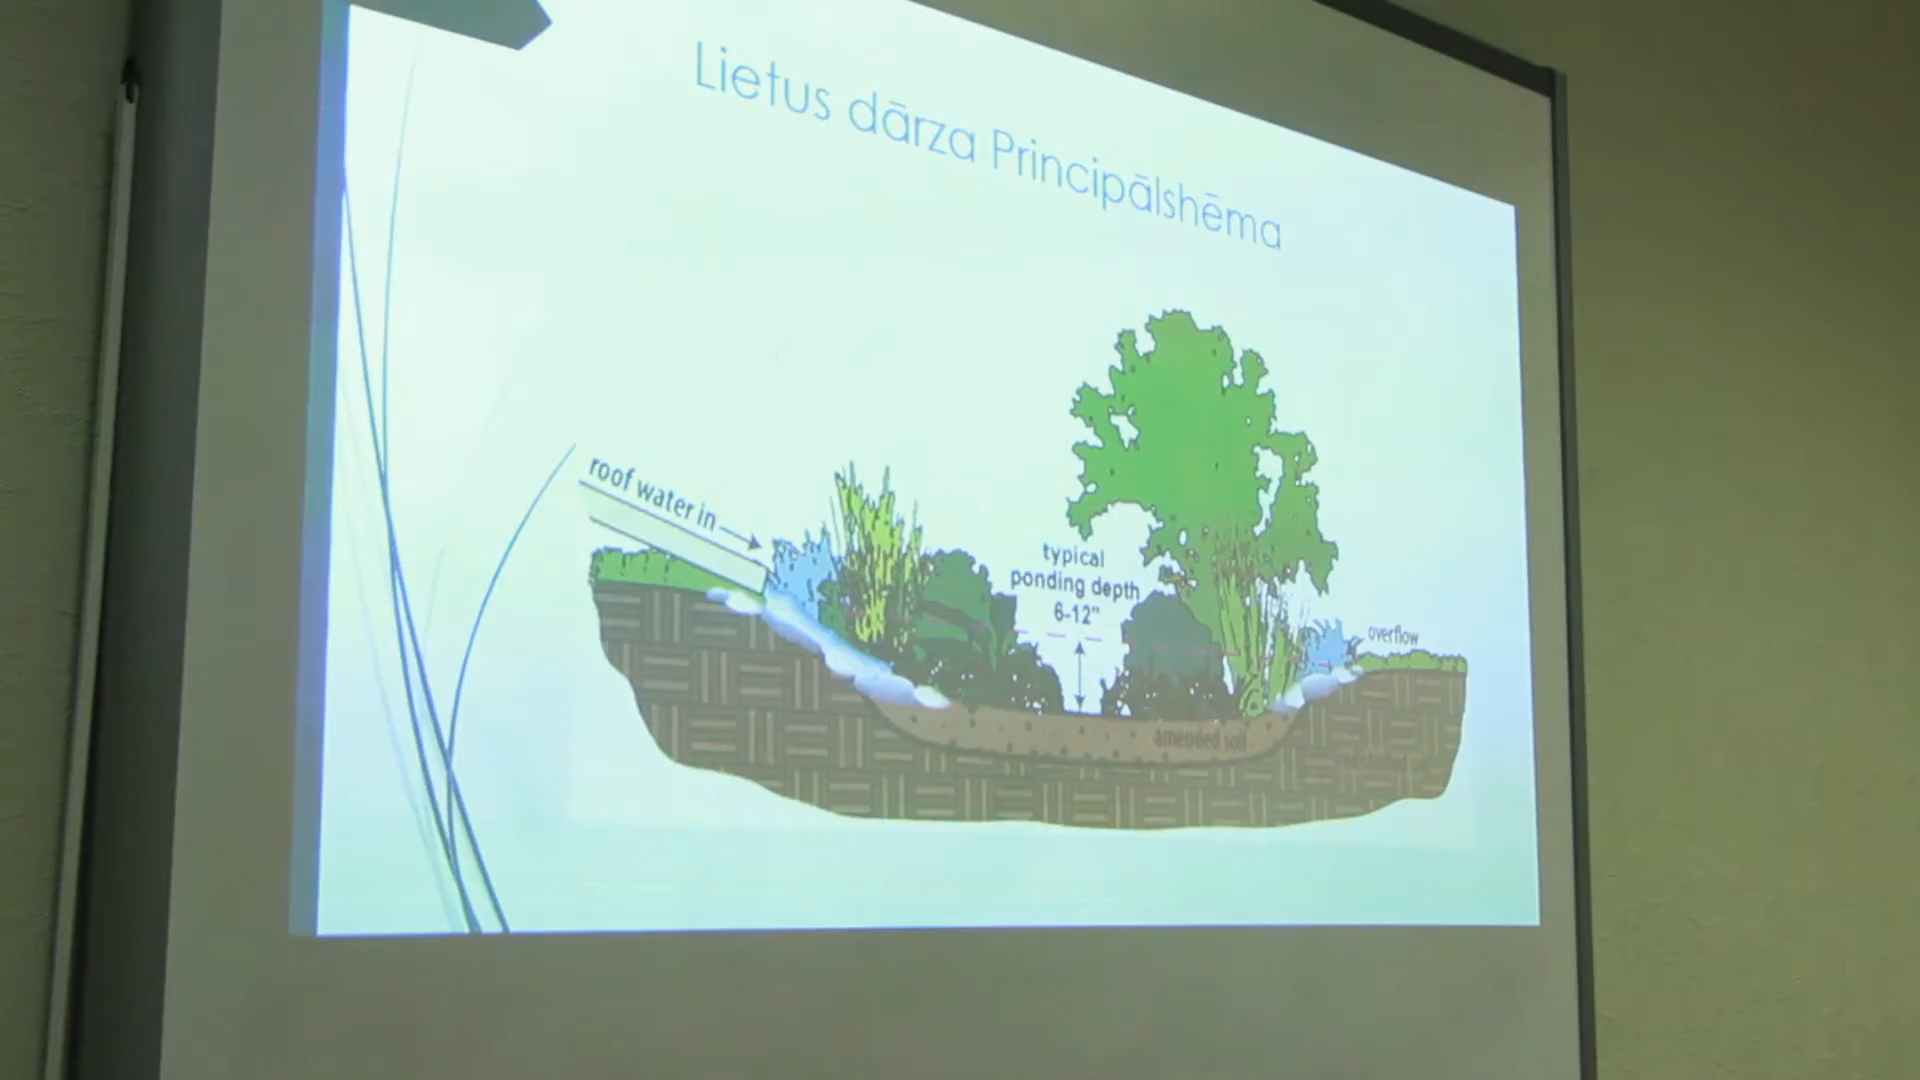 Lietus dārza Principālshēma
roof water in
typical
ponding depth
6-12"
overflow
amended soil